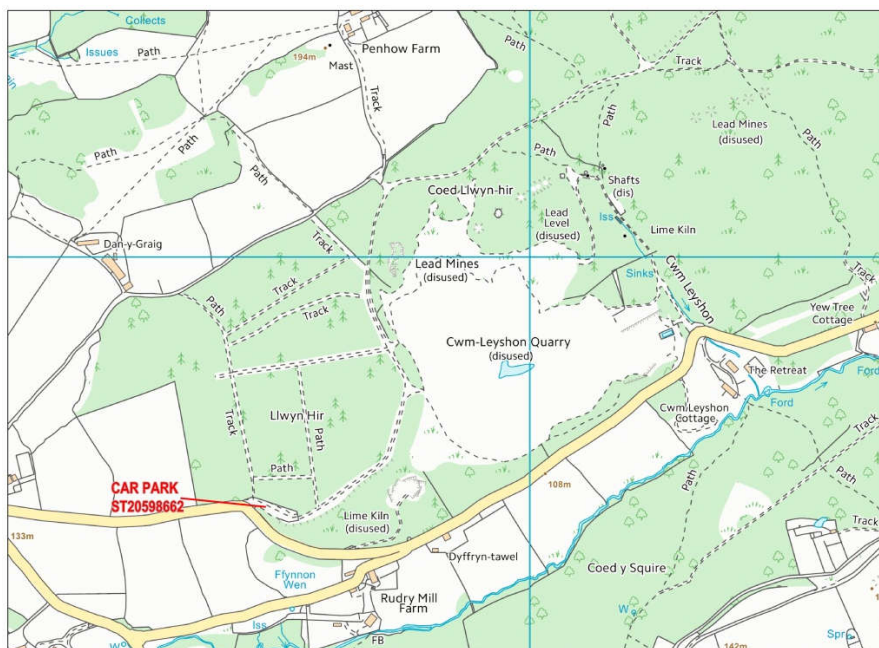 Collects
Issues
Path
194m
Mast
Penhow Farm
Track
Path
Track
Path
Lead Mines
(disused)
Path
Path
Path
Track
Path
Coed Llwyn-hir
Shafts
(dis)
Lead
Level
(disused)
Iss
Lime Kiln
Dan-y-Graig
Track
Lead Mines
(disused)
Sinks
Cwm Leyshon
Track
Path
Track
Track
Yew Tree
Cottage
Cwm-Leyshon Quarry
(disused)
The Retreat
Ford
Llwyn Hir
Track
Path
Cwm Leyshon
Cottage
Ford
Path
Track
Path
Path
CAR PARK
ST20598662
108m
Lime Kiln
(disused)
Track
133m
Dyffryn-tawel
Ffynnon
Wen
Coed y Squire
Rudry Mill
Farm
W
Iss
FB
142m
Spr